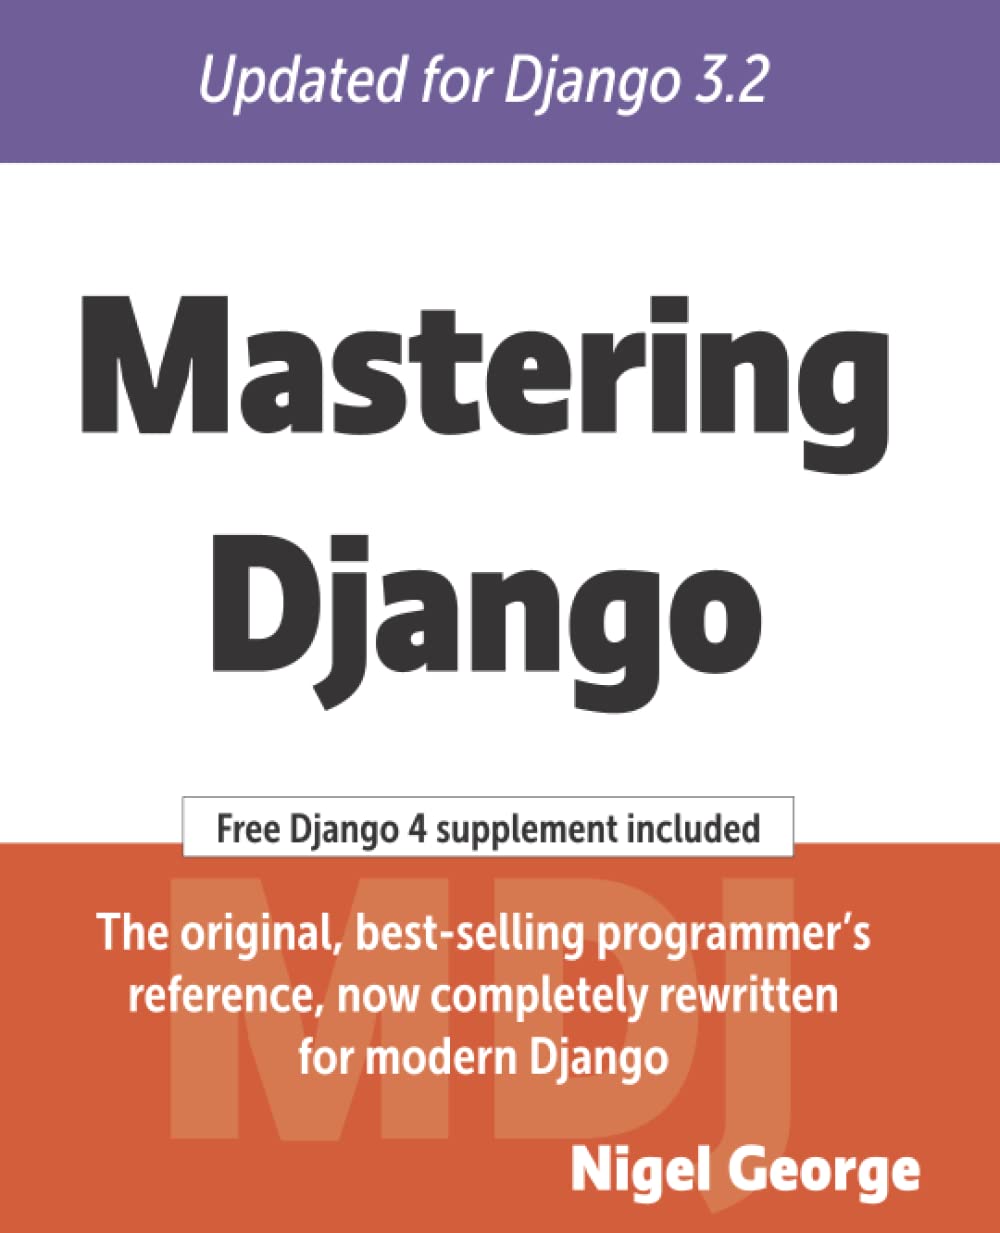 Updated for Django 3.2
Mastering
Django
Free Django 4 supplement included
MDJ
The original, best-selling programmer’s
reference, now completely rewritten
for modern Django
Nigel George